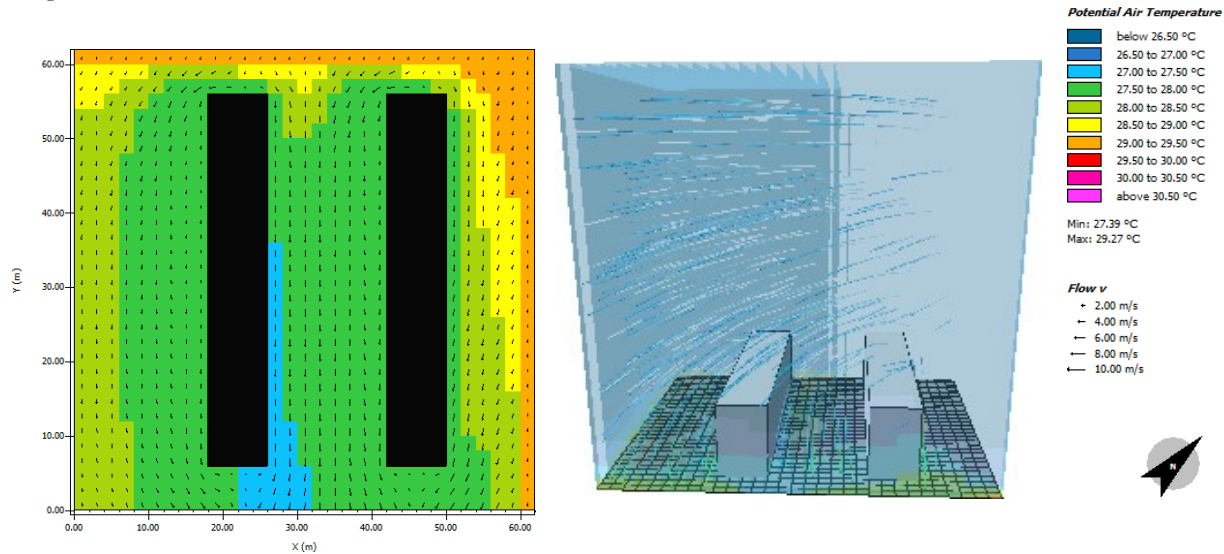 60.00
50.00
40.00
30.00
20.00
10.00
0.00
Y (m)
0.00 10.00 20.00 30.00 40.00 50.00 60.00
X (m)
Potential Air Temperature
below 26.50 °C
26.50 to 27.00 °C
27.00 to 27.50 °C
27.50 to 28.00 °C
28.00 to 28.50 °C
28.50 to 29.00 °C
29.00 to 29.50 °C
29.50 to 30.00 °C
30.00 to 30.50 °C
above 30.50 °C
Min: 27.39 °C
Max: 29.27 °C
Flow v
2.00 m/s
4.00 m/s
6.00 m/s
8.00 m/s
10.00 m/s
N